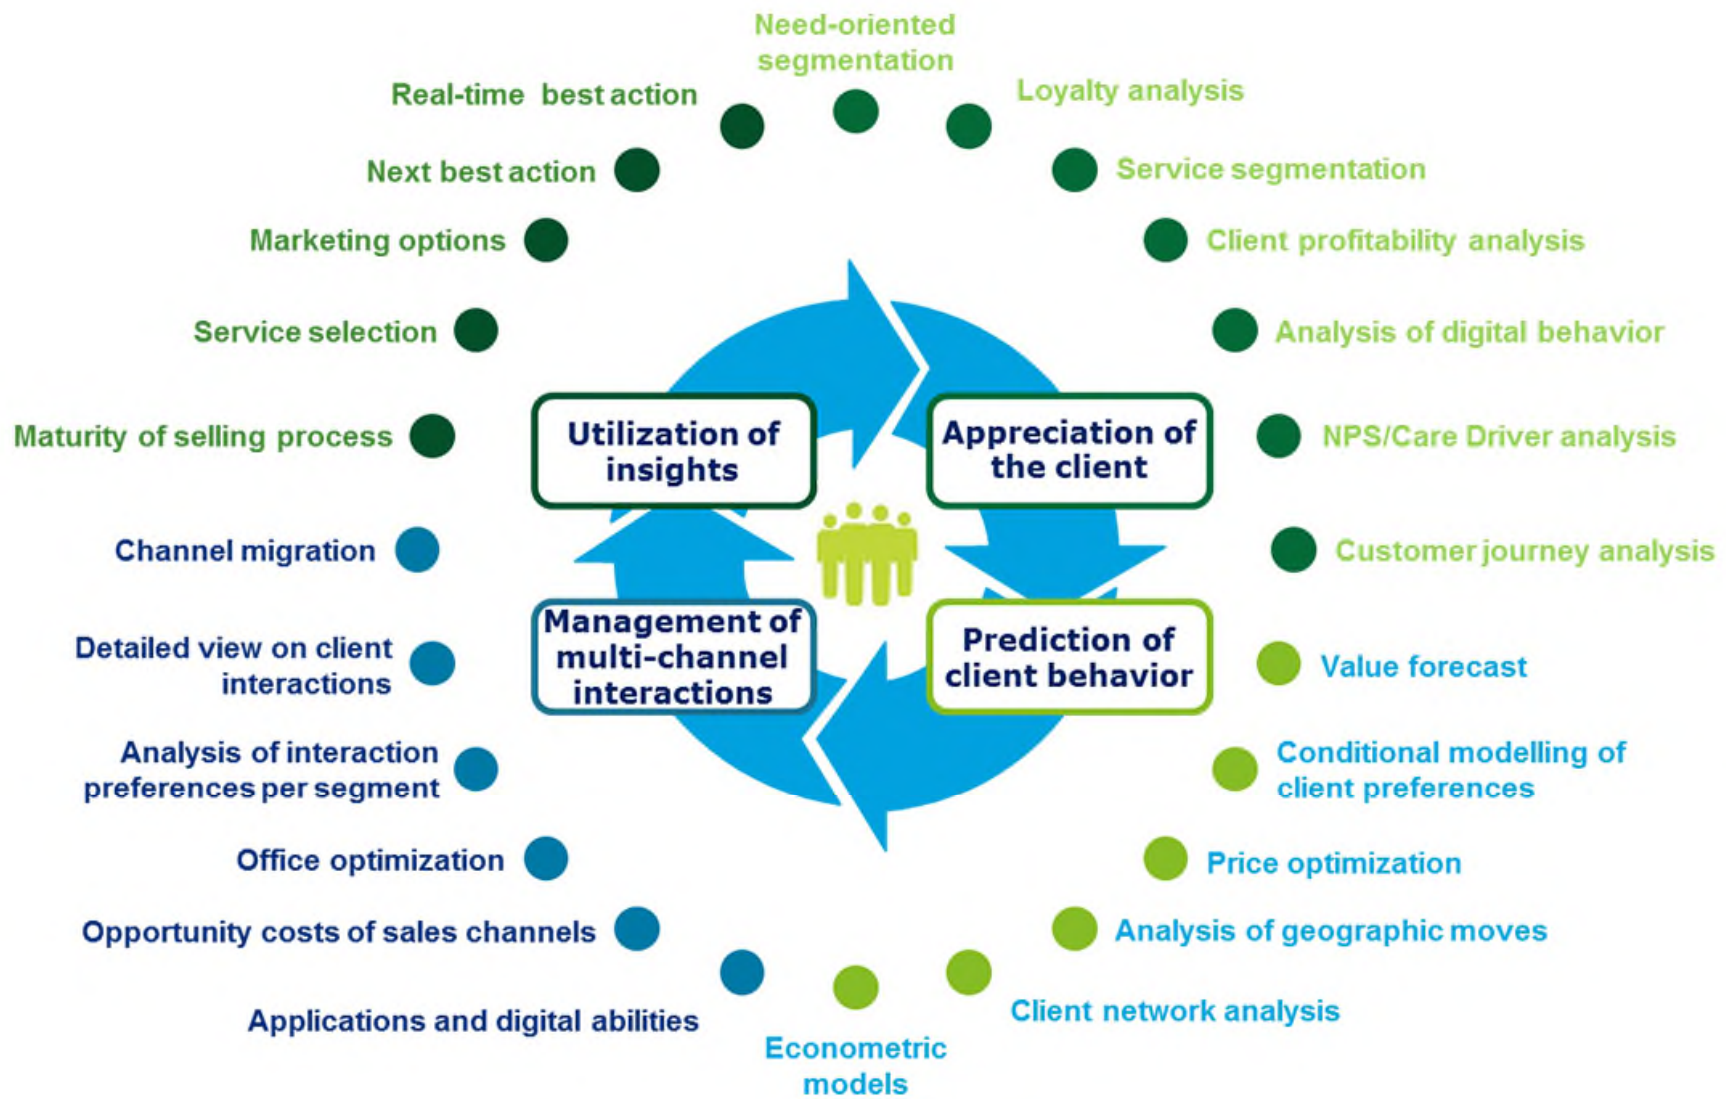 Need-oriented
segmentation
Loyalty analysis
Service segmentation
Client profitability analysis
Analysis of digital behavior
NPS/Care Driver analysis
Customer journey analysis
Value forecast
Conditional modelling of
client preferences
Price optimization
Analysis of geographic moves
Client network analysis
Econometric
models
Applications and digital abilities
Opportunity costs of sales channels
Office optimization
Analysis of interaction
preferences per segment
Detailed view on client
interactions
Channel migration
Maturity of selling process
Service selection
Marketing options
Next best action
Real-time best action
Utilization of
insights
Appreciation of
the client
Management of
multi-channel
interactions
Prediction of
client behavior